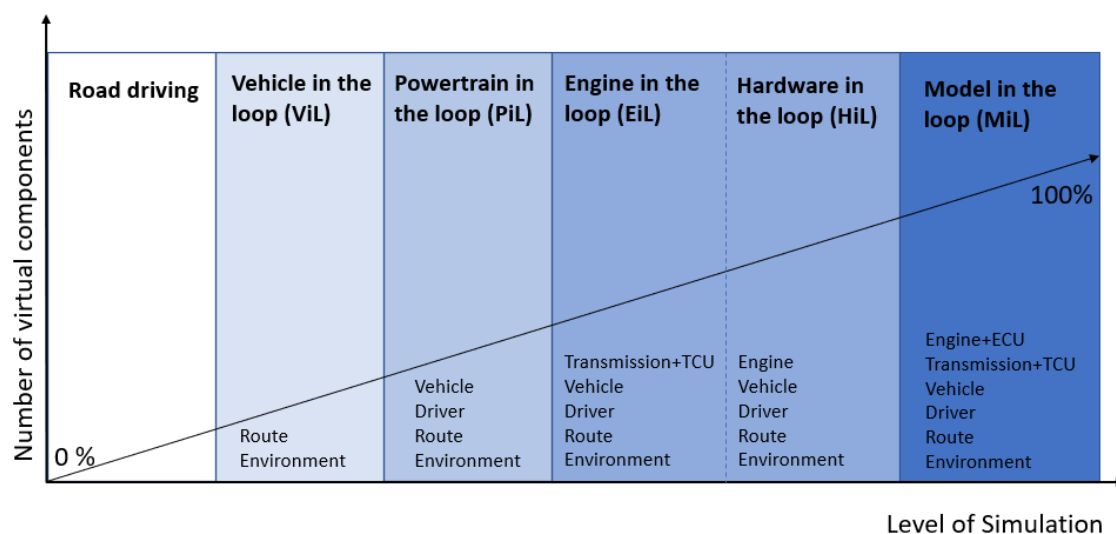 Number of virtual components
Road driving
Vehicle in the
loop (ViL)
Powertrain in
the loop (PiL)
Engine in the
loop (EiL)
Hardware in
the loop (HiL)
Model in the
loop (MiL)
100%
0 %
Route
Environment
Vehicle
Driver
Route
Environment
Transmission+TCU
Vehicle
Driver
Route
Environment
Engine
Vehicle
Driver
Route
Environment
Engine+ECU
Transmission+TCU
Vehicle
Driver
Route
Environment
Level of Simulation